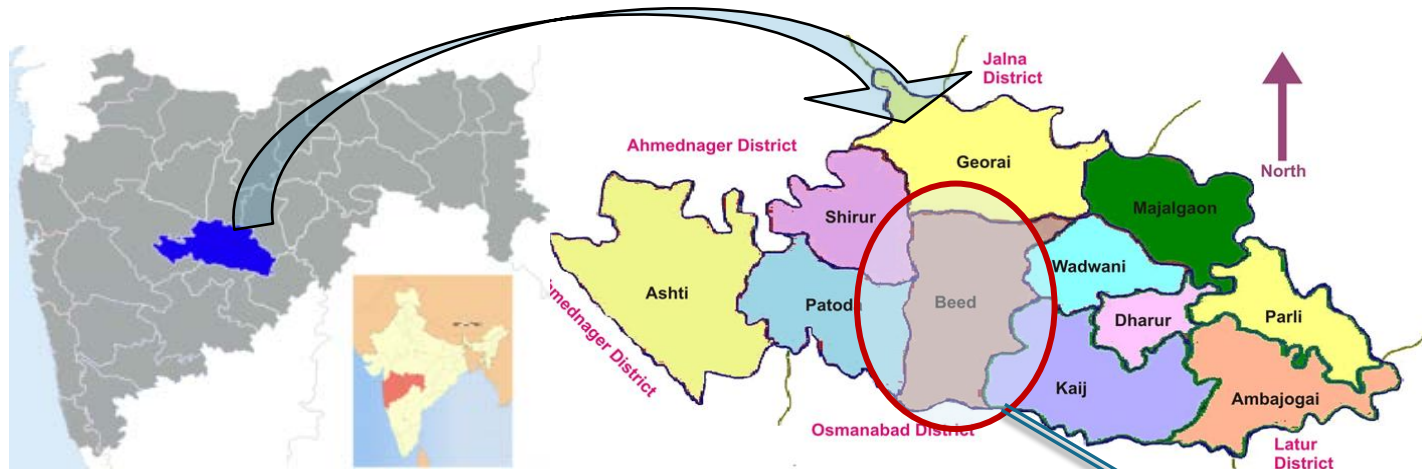 Jalna
District
Ahmednager District
Georai
North
Shirur
Majalgaon
Wadwani
Ashti
Patoda
Beed
Dharur
Parli
hmednager District
Kaij
Ambajogai
Osmanabad District
Latur
District